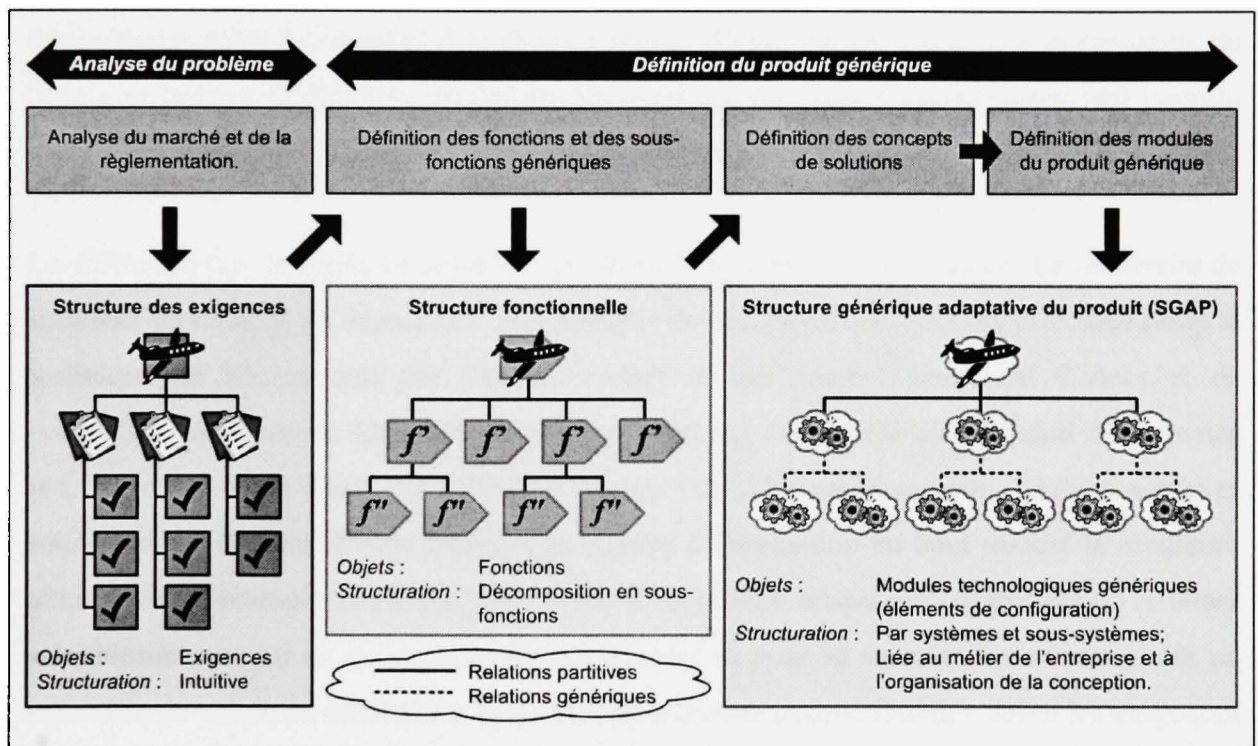 Analyse du problème
Définition du produit générique
Analyse du marché et de la
règlementation.
Définition des fonctions et des sous-
fonctions génériques
Définition des concepts
de solutions
Définition des modules
du produit générique
Structure des exigences
Objets : Exigences
Structuration : Intuitive
Structure fonctionnelle
f'
f'
f'
f'
f''
f''
f''
f''
Objets : Fonctions
Structuration : Décomposition en sous-
fonctions
Relations partitives
Relations génériques
Structure générique adaptative du produit (SGAP)
Objets : Modules technologiques génériques
(éléments de configuration)
Structuration : Par systèmes et sous-systèmes;
Liée au métier de l'entreprise et à
l'organisation de la conception.